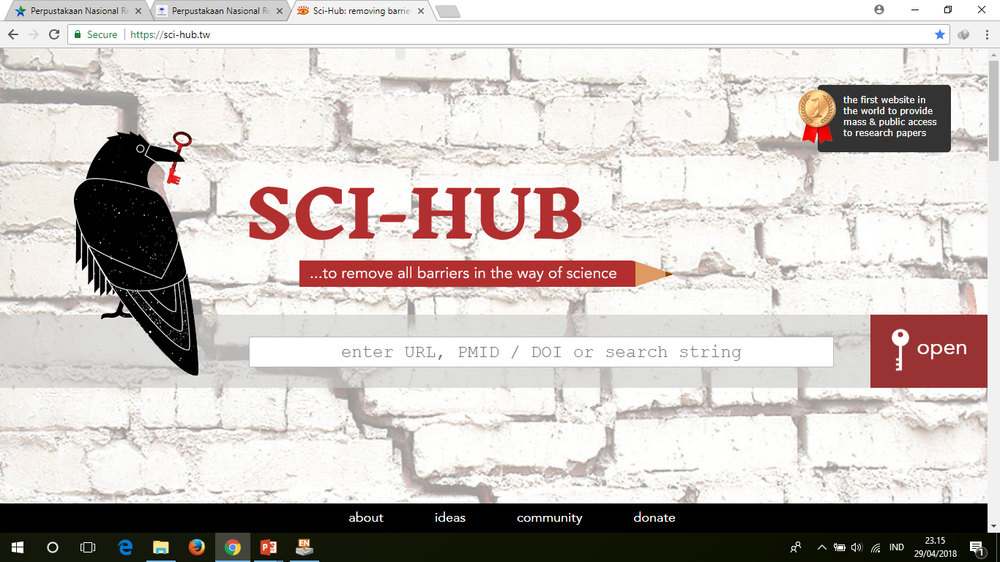 Perpustakaan Nasional Re
Perpustakaan Nasional Re
Sci-Hub: removing barrie
Secure
https://sci-hub.tw
1
the first website in
the world to provide
mass & public access
to research papers
SCI-HUB
...to remove all barriers in the way of science
enter URL, PMID / DOI or search string
open
about
ideas
community
donate
EN
IND
23.15
29/04/2018
1